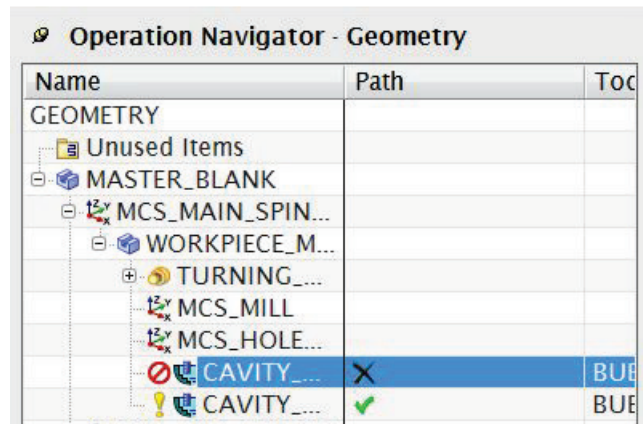 Operation Navigator - Geometry
Name Path Toc
GEOMETRY
Unused Items
MASTER_BLANK
MCS_MAIN_SPIN...
WORKPIECE_M...
TURNING_...
MCS_MILL
MCS_HOLE...
CAVITY_... BUE
CAVITY_... BUE